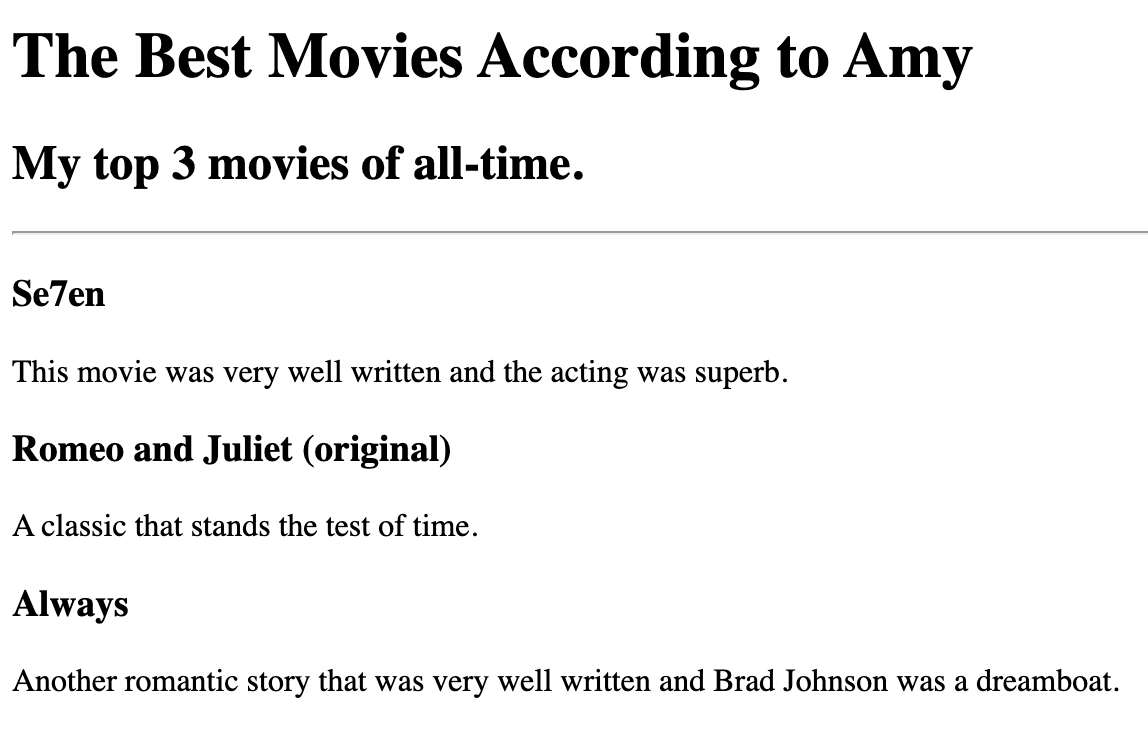 The Best Movies According to Amy
My top 3 movies of all-time.
Se7en
This movie was very well written and the acting was superb.
Romeo and Juliet (original)
A classic that stands the test of time.
Always
Another romantic story that was very well written and Brad Johnson was a dreamboat.